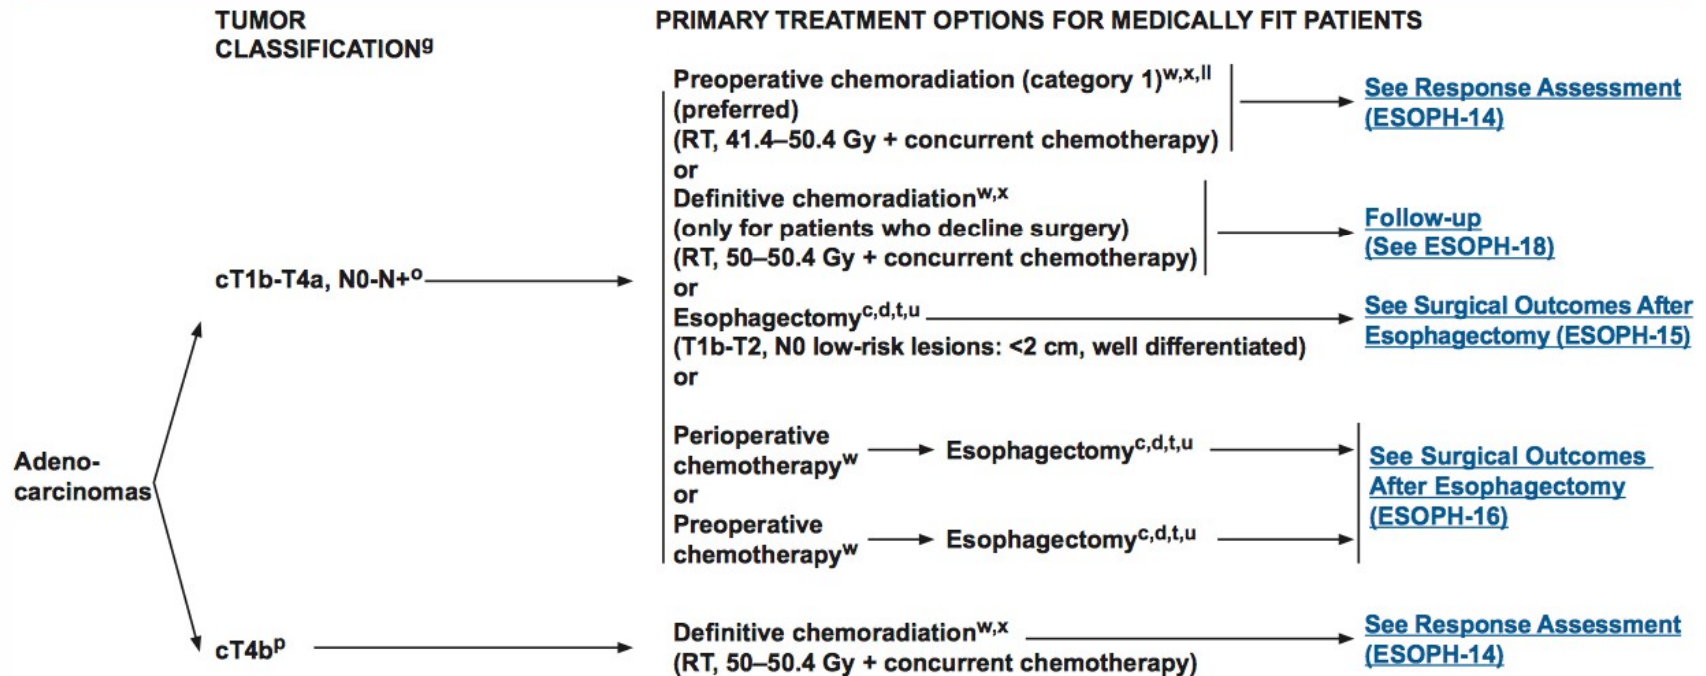 TUMOR
CLASSIFICATIONg
PRIMARY TREATMENT OPTIONS FOR MEDICALLY FIT PATIENTS
Adeno-
carcinomas
cT1b-T4a, N0-N+o
Preoperative chemoradiation (category 1)w,x,ll
(preferred)
(RT, 41.4–50.4 Gy + concurrent chemotherapy)
See Response Assessment
(ESOPH-14)
or
Definitive chemoradiationw,x
(only for patients who decline surgery)
(RT, 50–50.4 Gy + concurrent chemotherapy)
Follow-up
(See ESOPH-18)
or
Esophagectomyc,d,t,u
(T1b-T2, N0 low-risk lesions: <2 cm, well differentiated)
See Surgical Outcomes After
Esophagectomy (ESOPH-15)
or
Perioperative
chemotherapyw
Esophagectomyc,d,t,u
or
Preoperative
chemotherapyw
Esophagectomyc,d,t,u
See Surgical Outcomes
After Esophagectomy
(ESOPH-16)
cT4bp
Definitive chemoradiationw,x
(RT, 50–50.4 Gy + concurrent chemotherapy)
See Response Assessment
(ESOPH-14)